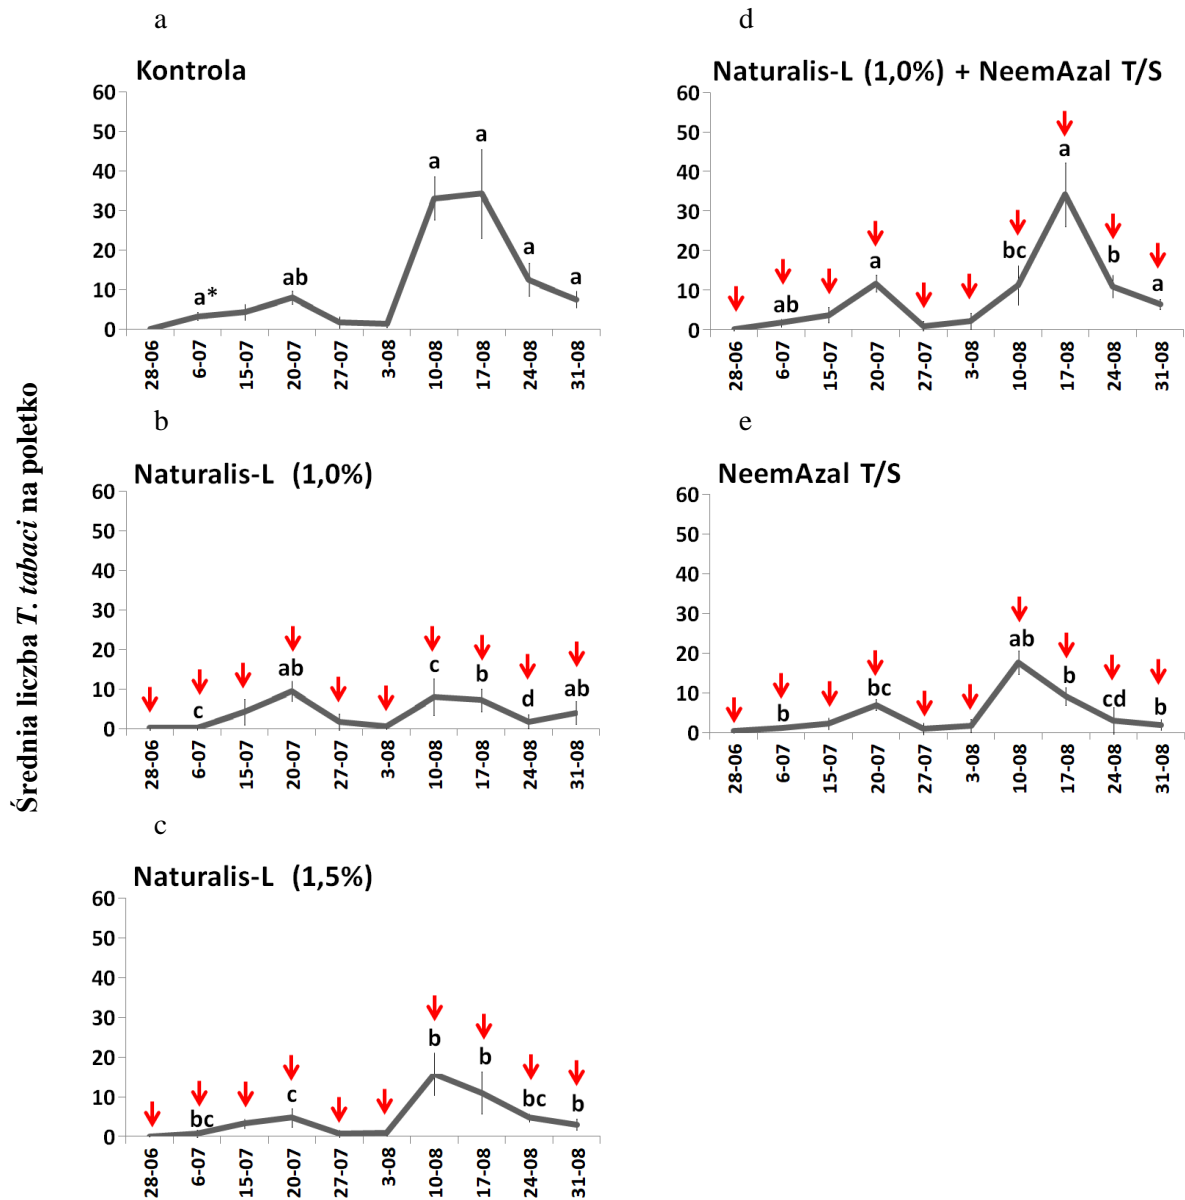 Średnia liczba T. tabaci na poletko
a
Kontrola
60
50
40
30
20
10
0
a*
ab
a
a
a
a
28-06
6-07
15-07
20-07
27-07
3-08
10-08
17-08
24-08
31-08
b
Naturalis-L (1,0%)
60
50
40
30
20
10
0
c
ab
c
b
d
ab
28-06
6-07
15-07
20-07
27-07
3-08
10-08
17-08
24-08
31-08
c
Naturalis-L (1,5%)
60
50
40
30
20
10
0
bc
c
b
b
bc
b
28-06
6-07
15-07
20-07
27-07
3-08
10-08
17-08
24-08
31-08
d
Naturalis-L (1,0%) + NeemAzal T/S
60
50
40
30
20
10
0
ab
a
bc
a
b
a
28-06
6-07
15-07
20-07
27-07
3-08
10-08
17-08
24-08
31-08
e
NeemAzal T/S
60
50
40
30
20
10
0
b
bc
ab
b
cd
b
28-06
6-07
15-07
20-07
27-07
3-08
10-08
17-08
24-08
31-08